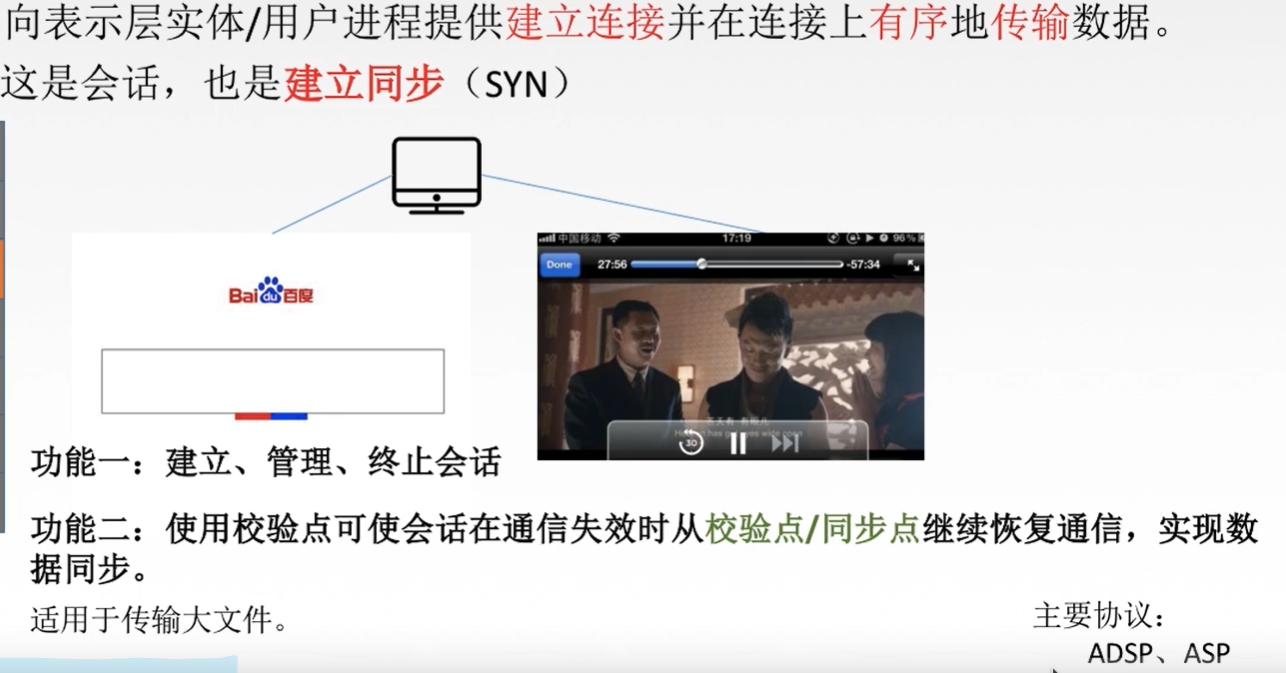 向表示层实体/用户进程提供建立连接并在连接上有序地传输数据。
这是会话，也是建立同步（SYN）
中国移动 17:19 96%
Done 27:56 -57:34
Bai du 百度
30
功能一：建立、管理、终止会话
功能二：使用校验点可使会话在通信失效时从校验点/同步点继续恢复通信，实现数
据同步。
适用于传输大文件。
主要协议：
ADSP、ASP